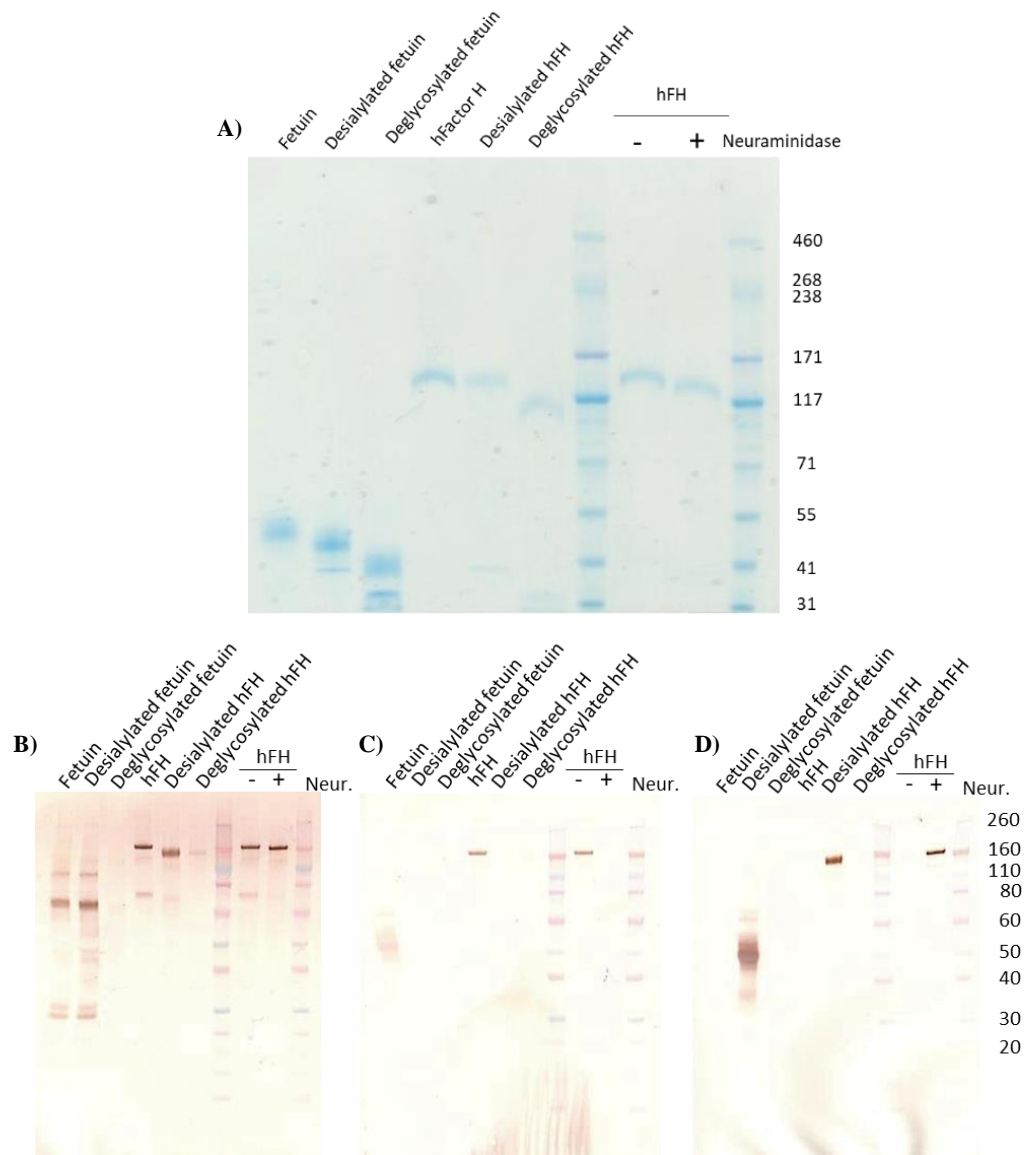 A)
Fetuin
Desialylated fetuin
Deglycosylated fetuin
hFactor H
Desialylated hFH
Deglycosylated hFH
hFH
- + Neuraminidase
460
268
238
171
117
71
55
41
31
B)
Fetuin
Desialylated fetuin
Deglycosylated fetuin
hFH
Desialylated hFH
Deglycosylated hFH
hFH
- + Neur.
C)
Fetuin
Desialylated fetuin
Deglycosylated fetuin
hFH
Desialylated hFH
Deglycosylated hFH
hFH
- + Neur.
D)
Fetuin
Desialylated fetuin
Deglycosylated fetuin
hFH
Desialylated hFH
Deglycosylated hFH
hFH
- + Neur.
260
160
110
80
60
50
40
30
20